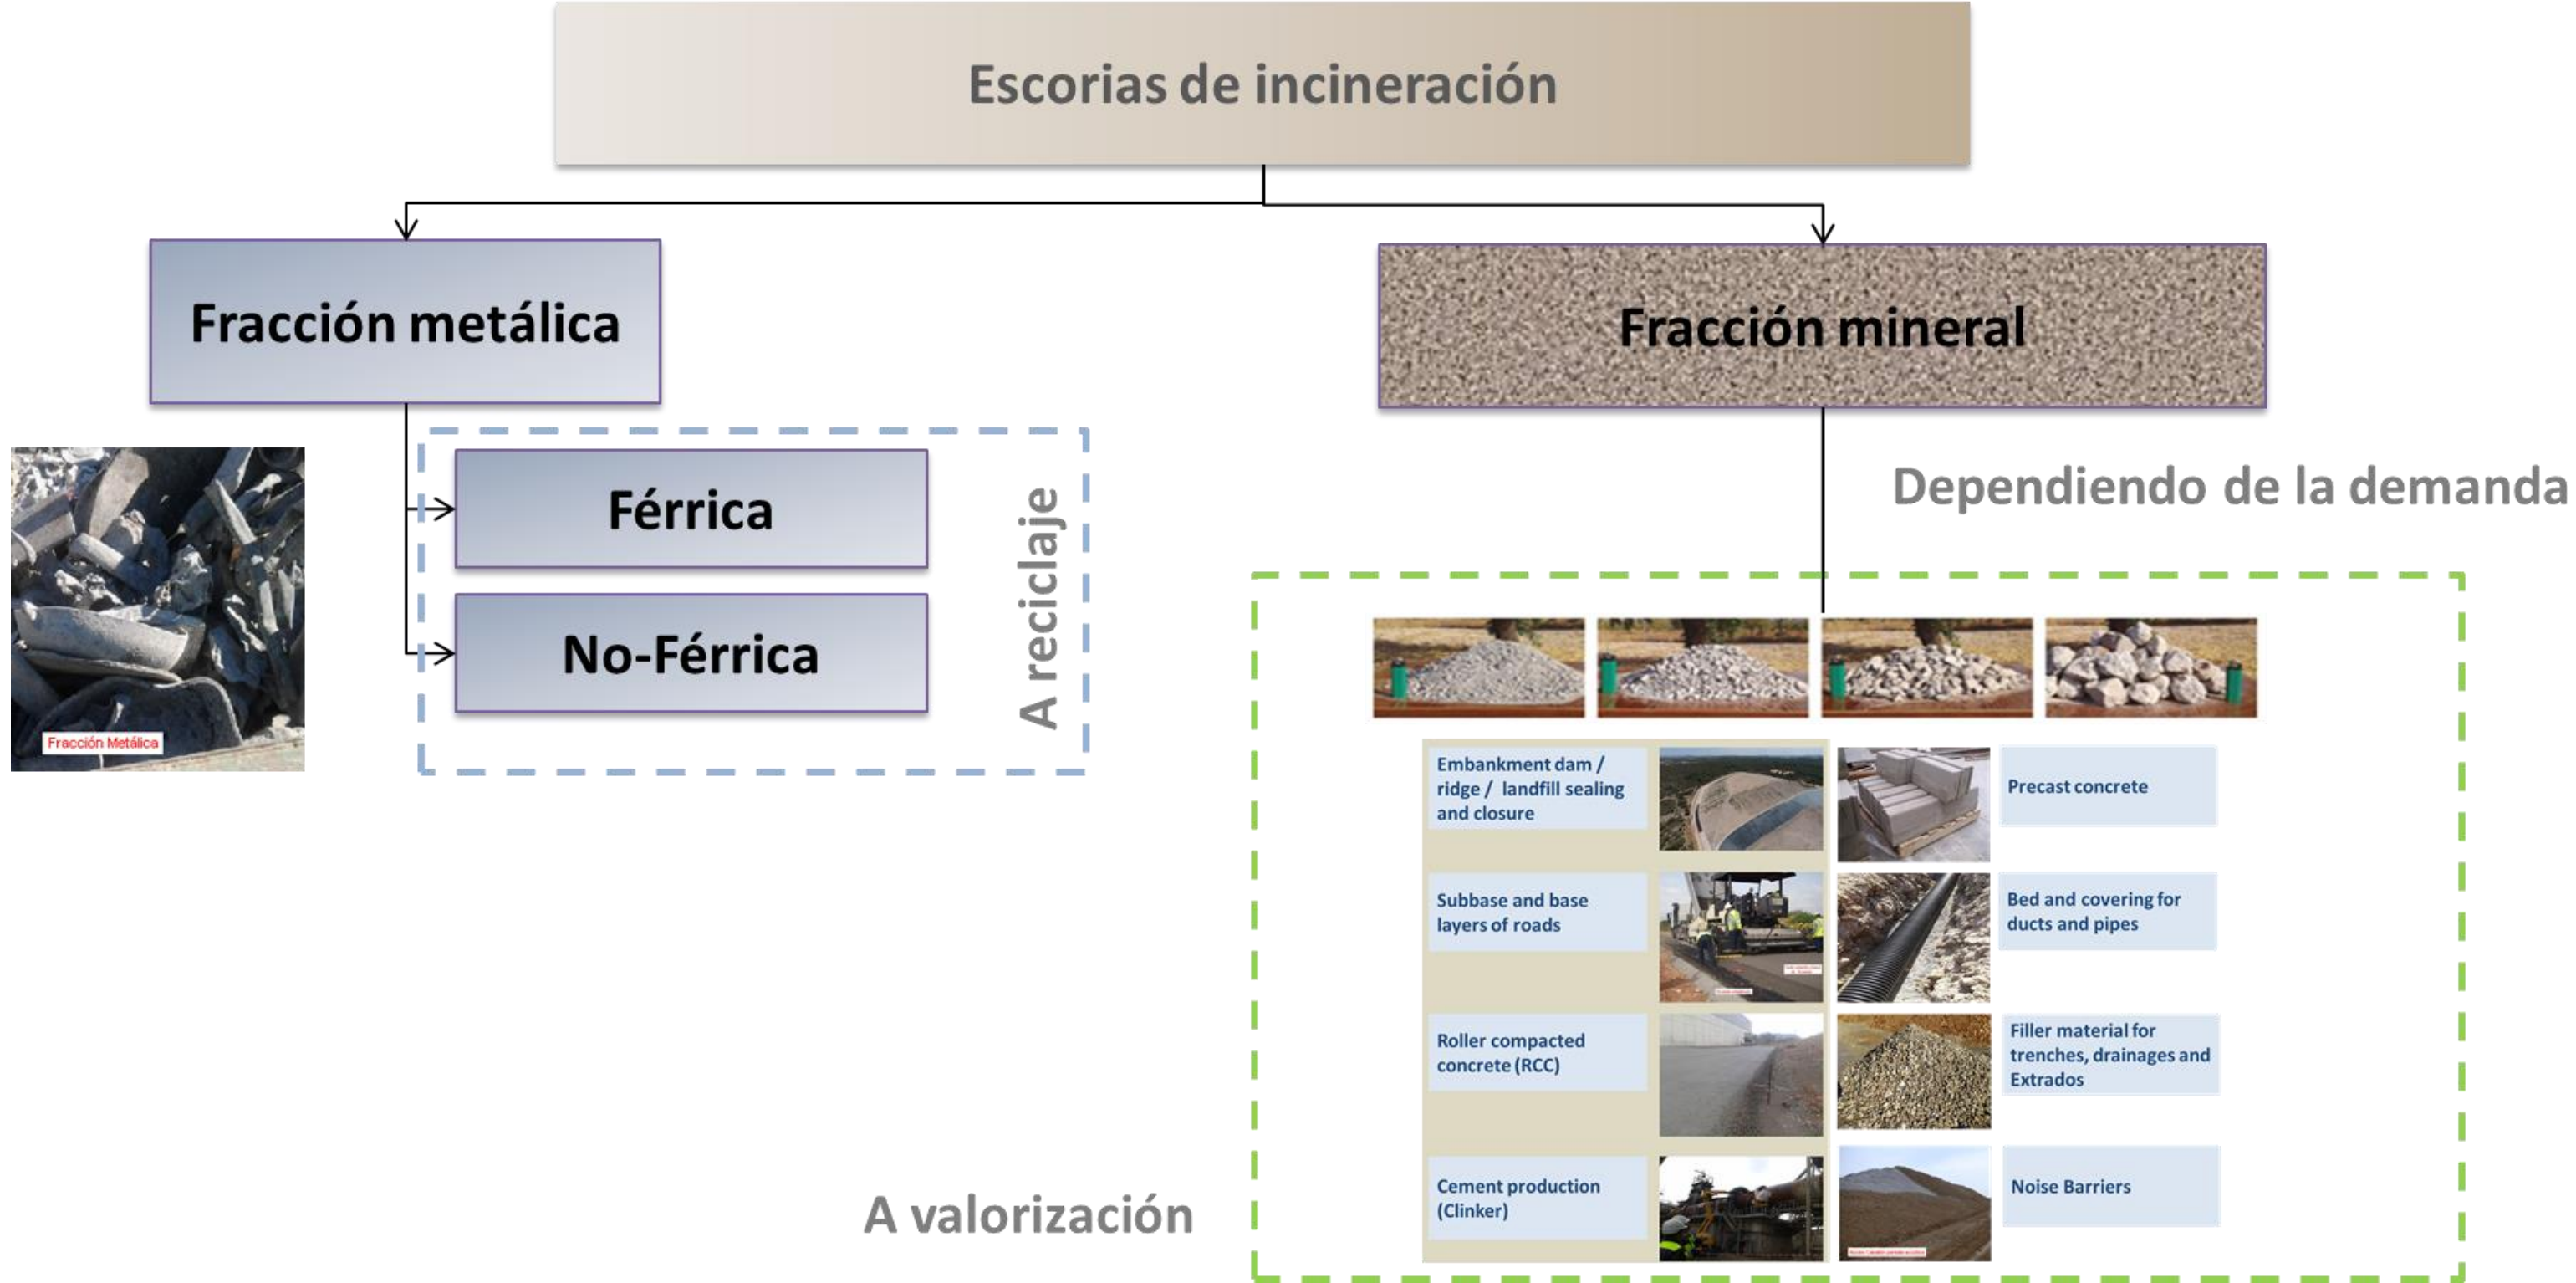 Escorias de incineración
Fracción metálica
Fracción mineral
Férrica
No-Férrica
A reciclaje
Fracción Metálica
Dependiendo de la demanda
Embankment dam /
ridge / landfill sealing
and closure
Precast concrete
Subbase and base
layers of roads
Bed and covering for
ducts and pipes
Roller compacted
concrete (RCC)
Filler material for
trenches, drainages and
Extrados
Cement production
(Clinker)
Noise Barriers
A valorización